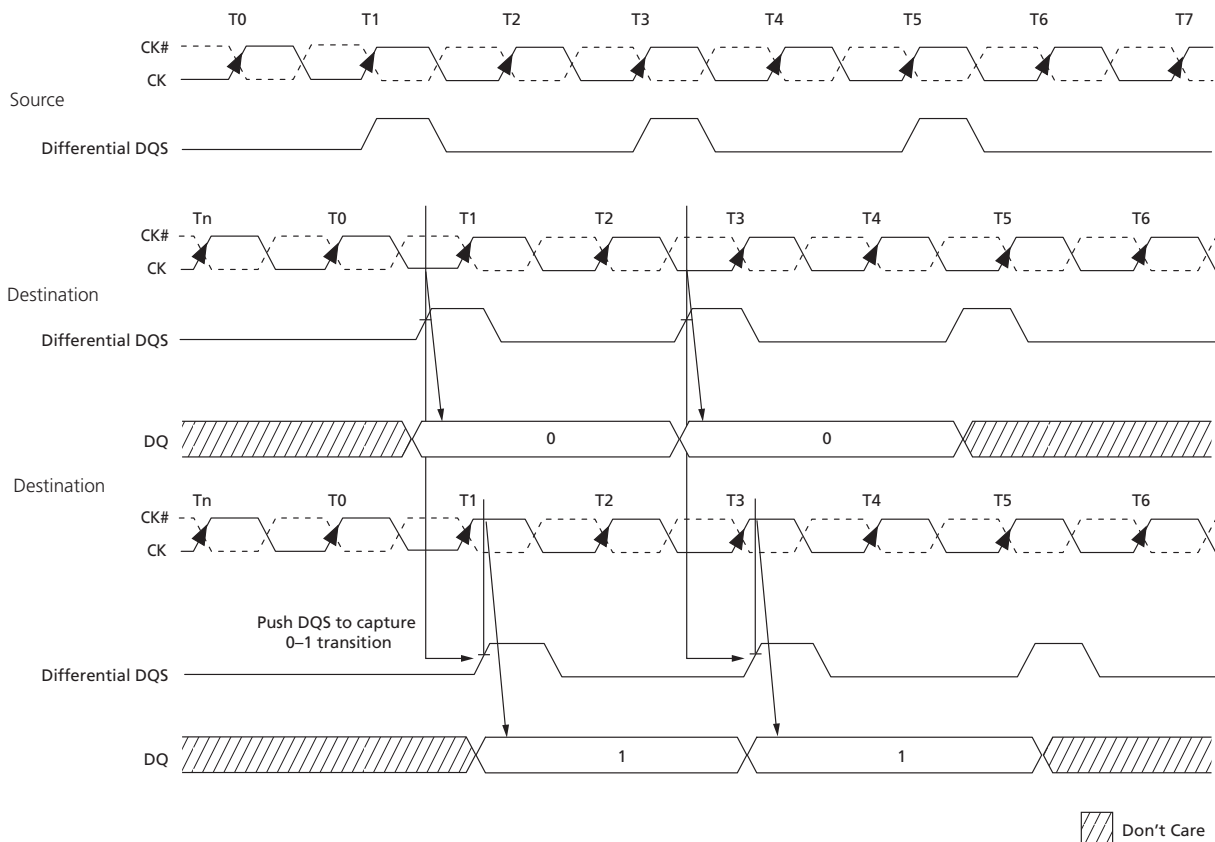 T0 T1 T2 T3 T4 T5 T6 T7
CK#
CK
Source
Differential DQS
Tn T0 T1 T2 T3 T4 T5 T6
CK#
CK
Destination
Differential DQS
DQ 0 0
Destination
Tn T0 T1 T2 T3 T4 T5 T6
CK#
CK
Push DQS to capture
0–1 transition
Differential DQS
DQ 1 1
Don't Care